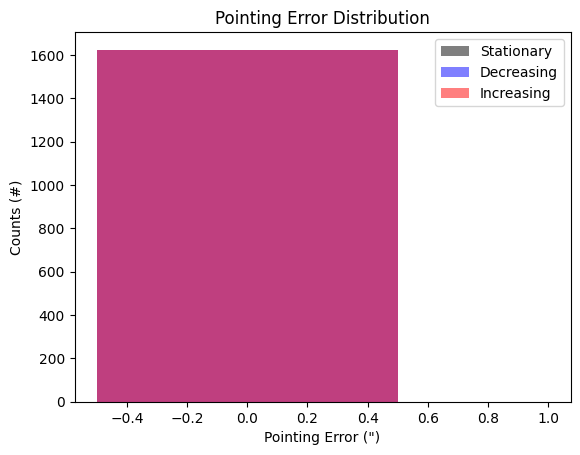 Pointing Error Distribution
Stationary
Decreasing
Increasing
1600
1400
1200
1000
800
600
400
200
0
Counts (#)
−0.4 −0.2 0.0 0.2 0.4 0.6 0.8 1.0
Pointing Error (")